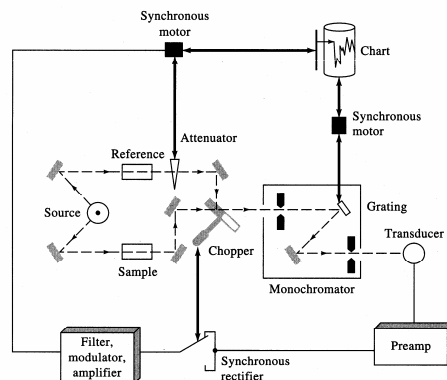 Synchronous
motor
Chart
Synchronous
motor
Attenuator
Reference
Source
Grating
Transducer
Chopper
Sample
Monochromator
Filter,
modulator,
amplifier
Synchronous
rectifier
Preamp